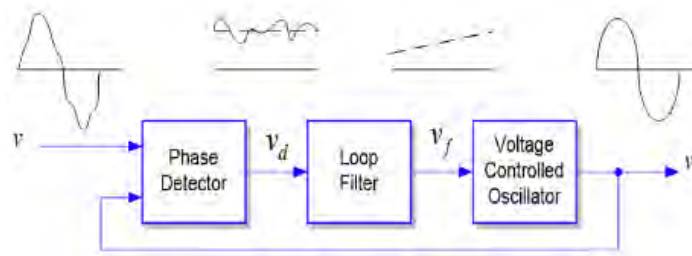 v
Phase
Detector
v_d
Loop
Filter
v_f
Voltage
Controlled
Oscillator
v